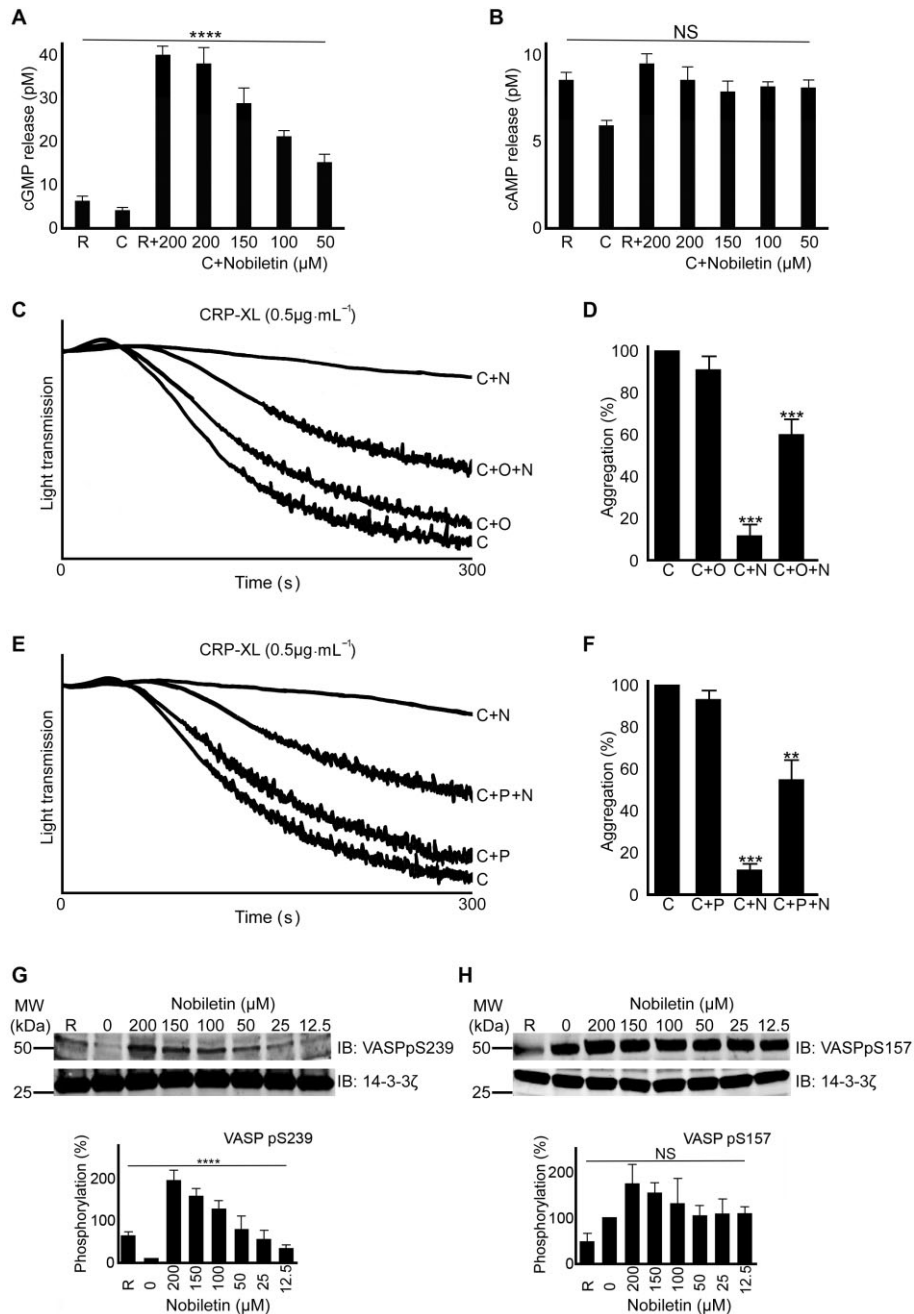 A
****
40
30
20
10
0
cGMP release (pM)
R C R+200 200 150 100 50
C+Nobiletin (µM)
B
NS
10
5
0
cAMP release (pM)
R C R+200 200 150 100 50
C+Nobiletin (µM)
C
CRP-XL (0.5µg·mL⁻¹)
Light transmission
C+N
C+O+N
C+O
C
0 300
Time (s)
D
100
80
60
40
20
0
Aggregation (%)
***
***
C C+O C+N C+O+N
E
CRP-XL (0.5µg·mL⁻¹)
Light transmission
C+N
C+P+N
C+P
C
0 300
Time (s)
F
100
80
60
40
20
0
Aggregation (%)
***
**
C C+P C+N C+P+N
G
MW
(kDa)
Nobiletin (µM)
R 0 200 150 100 50 25 12.5
50
IB: VASPpS239
IB: 14-3-3ζ
25
VASP pS239
****
200
100
0
Phosphorylation (%)
R 0 200 150 100 50 25 12.5
Nobiletin (µM)
H
MW
(kDa)
Nobiletin (µM)
R 0 200 150 100 50 25 12.5
50
IB: VASPpS157
IB: 14-3-3ζ
25
VASP pS157
NS
200
100
0
Phosphorylation (%)
R 0 200 150 100 50 25 12.5
Nobiletin (µM)